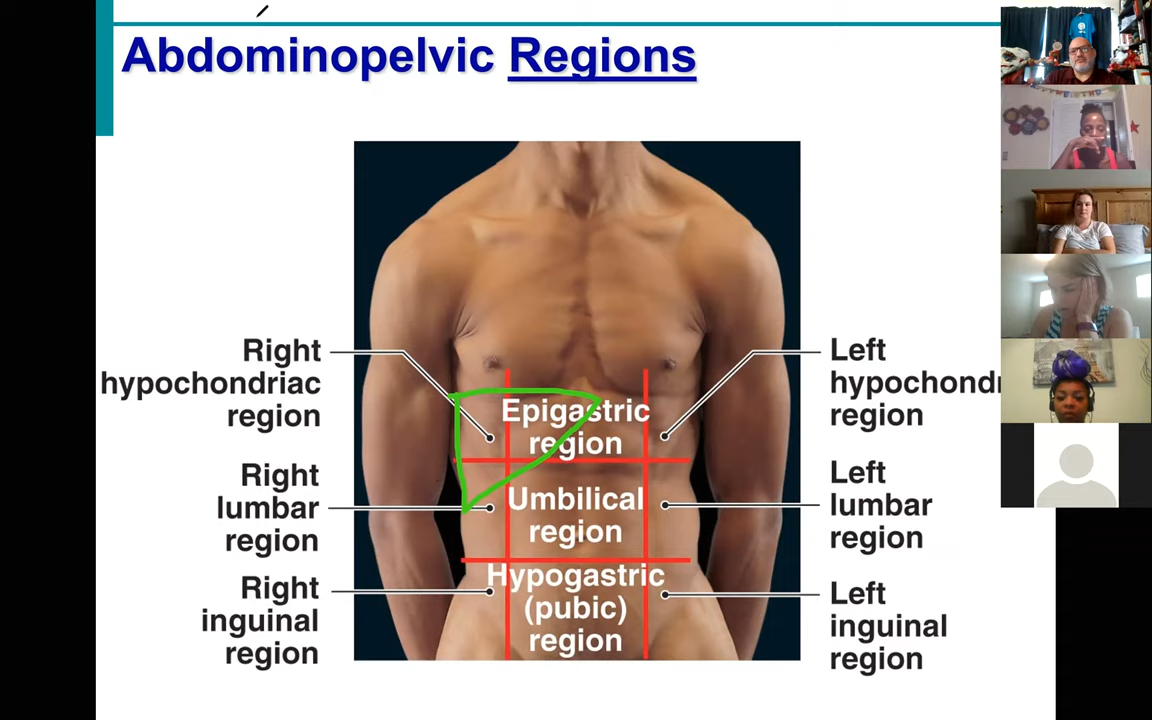 Abdominopelvic Regions
Right
hypochondriac
region
Right
lumbar
region
Right
inguinal
region
Epigastric
region
Umbilical
region
Hypogastric
(pubic)
region
Left
hypochondr
region
Left
lumbar
region
Left
inguinal
region